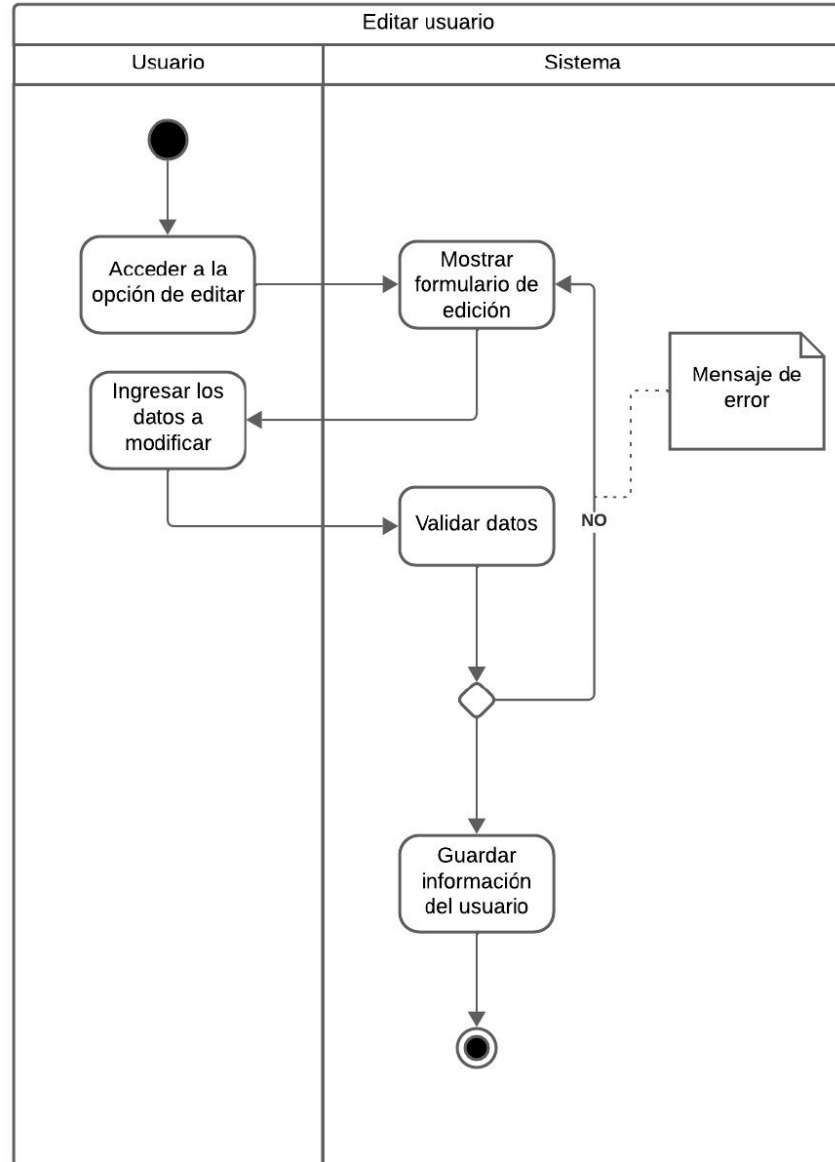 Editar usuario
Usuario
Sistema
Acceder a la
opción de editar
Mostrar
formulario de
edición
Mensaje de
error
Ingresar los
datos a
modificar
Validar datos
NO
Guardar
información
del usuario